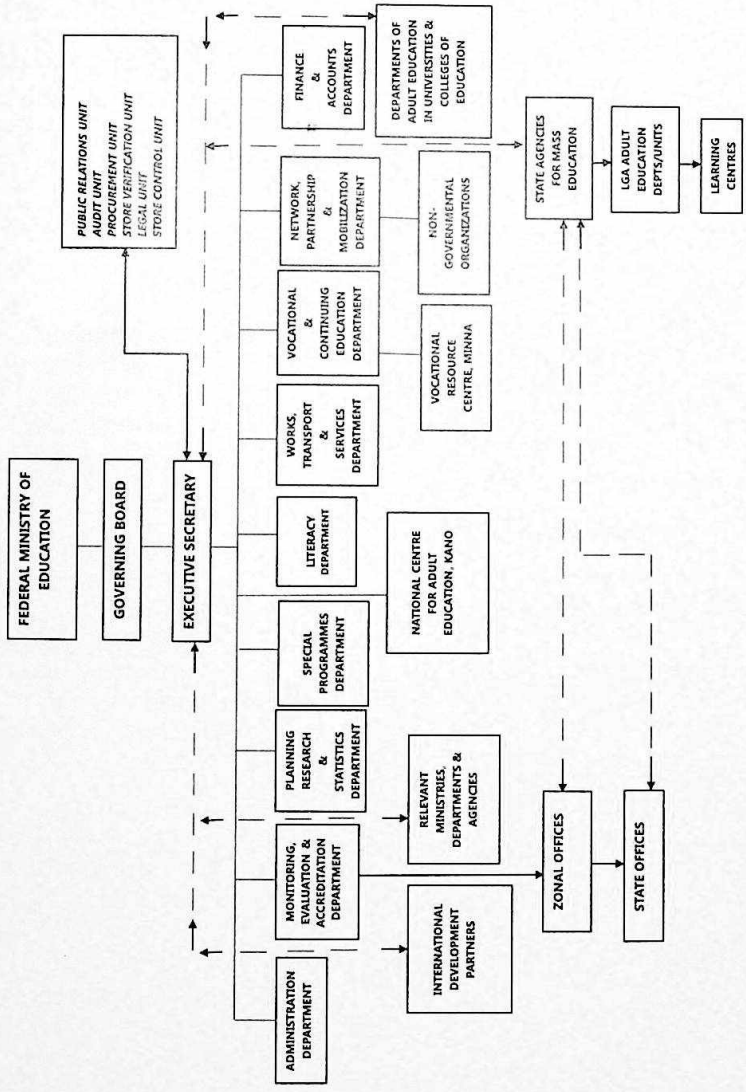 FEDERAL MINISTRY OF
EDUCATION
GOVERNING BOARD
EXECUTIVE SECRETARY
PUBLIC RELATIONS UNIT
AUDIT UNIT
PROCUREMENT UNIT
STORE VERIFICATION UNIT
LEGAL UNIT
STORE CONTROL UNIT
ADMINISTRATION
DEPARTMENT
MONITORING,
EVALUATION &
ACCREDITATION
DEPARTMENT
PLANNING
RESEARCH
&
STATISTICS
DEPARTMENT
SPECIAL
PROGRAMMES
DEPARTMENT
LITERACY
DEPARTMENT
WORKS,
TRANSPORT
&
SERVICES
DEPARTMENT
VOCATIONAL
&
CONTINUING
EDUCATION
DEPARTMENT
NETWORK,
PARTNERSHIP
&
MOBILIZATION
DEPARTMENT
FINANCE
&
ACCOUNTS
DEPARTMENT
INTERNATIONAL
DEVELOPMENT
PARTNERS
RELEVANT
MINISTRIES,
DEPARTMENTS &
AGENCIES
NATIONAL CENTRE
FOR ADULT
EDUCATION, KANO
VOCATIONAL
RESOURCE
CENTRE, MINNA
NON-
GOVERNMENTAL
ORGANIZATIONS
DEPARTMENTS OF
ADULT EDUCATION
IN UNIVERSITIES &
COLLEGES OF
EDUCATION
ZONAL OFFICES
STATE OFFICES
STATE AGENCIES
FOR MASS
EDUCATION
LGA ADULT
EDUCATION
DEPTS/UNITS
LEARNING
CENTRES